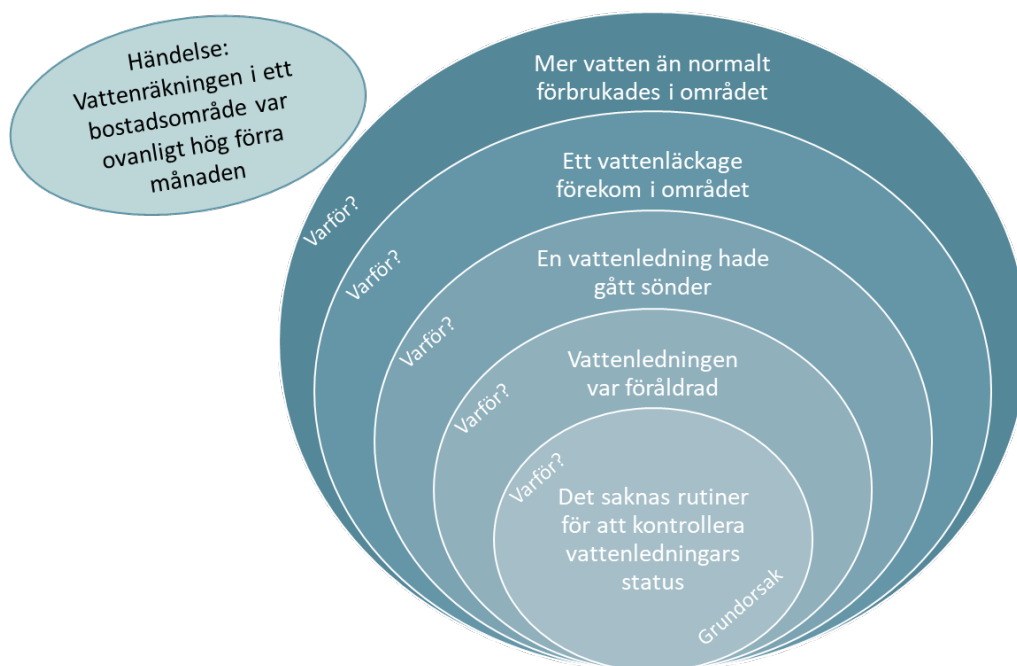 Händelse:
Vattenräkningen i ett
bostadsområde var
ovanligt hög förra
månaden
Mer vatten än normalt
förbrukades i området
Varför?
Ett vattenläckage
förekom i området
Varför?
En vattenledning hade
gått sönder
Varför?
Vattenledningen
var föråldrad
Varför?
Det saknas rutiner
för att kontrollera
vattenledningars
status
Varför?
Grundorsak